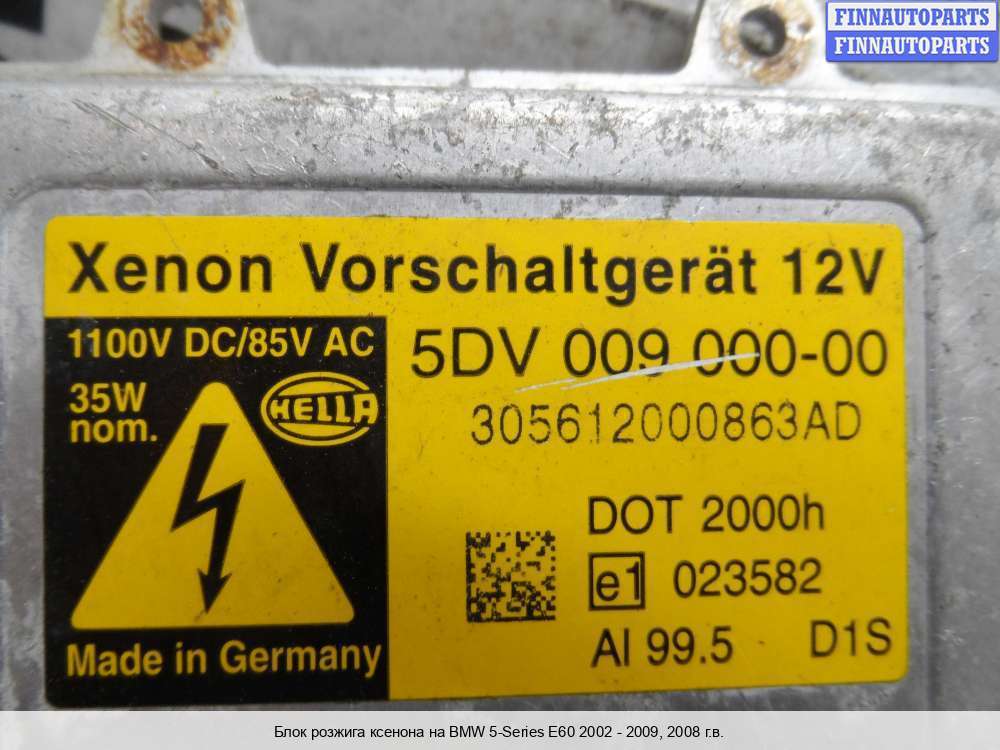 FINNAUTOPARTS
FINNAUTOPARTS
Xenon Vorschaltgerät 12V
1100V DC/85V AC
35W
nom.
HELLA
5DV 009 000-00
305612000863AD
DOT 2000h
e1 023582
Al 99.5 D1S
Made in Germany
Блок розжига ксенона на BMW 5-Series E60 2002 - 2009, 2008 г.в.